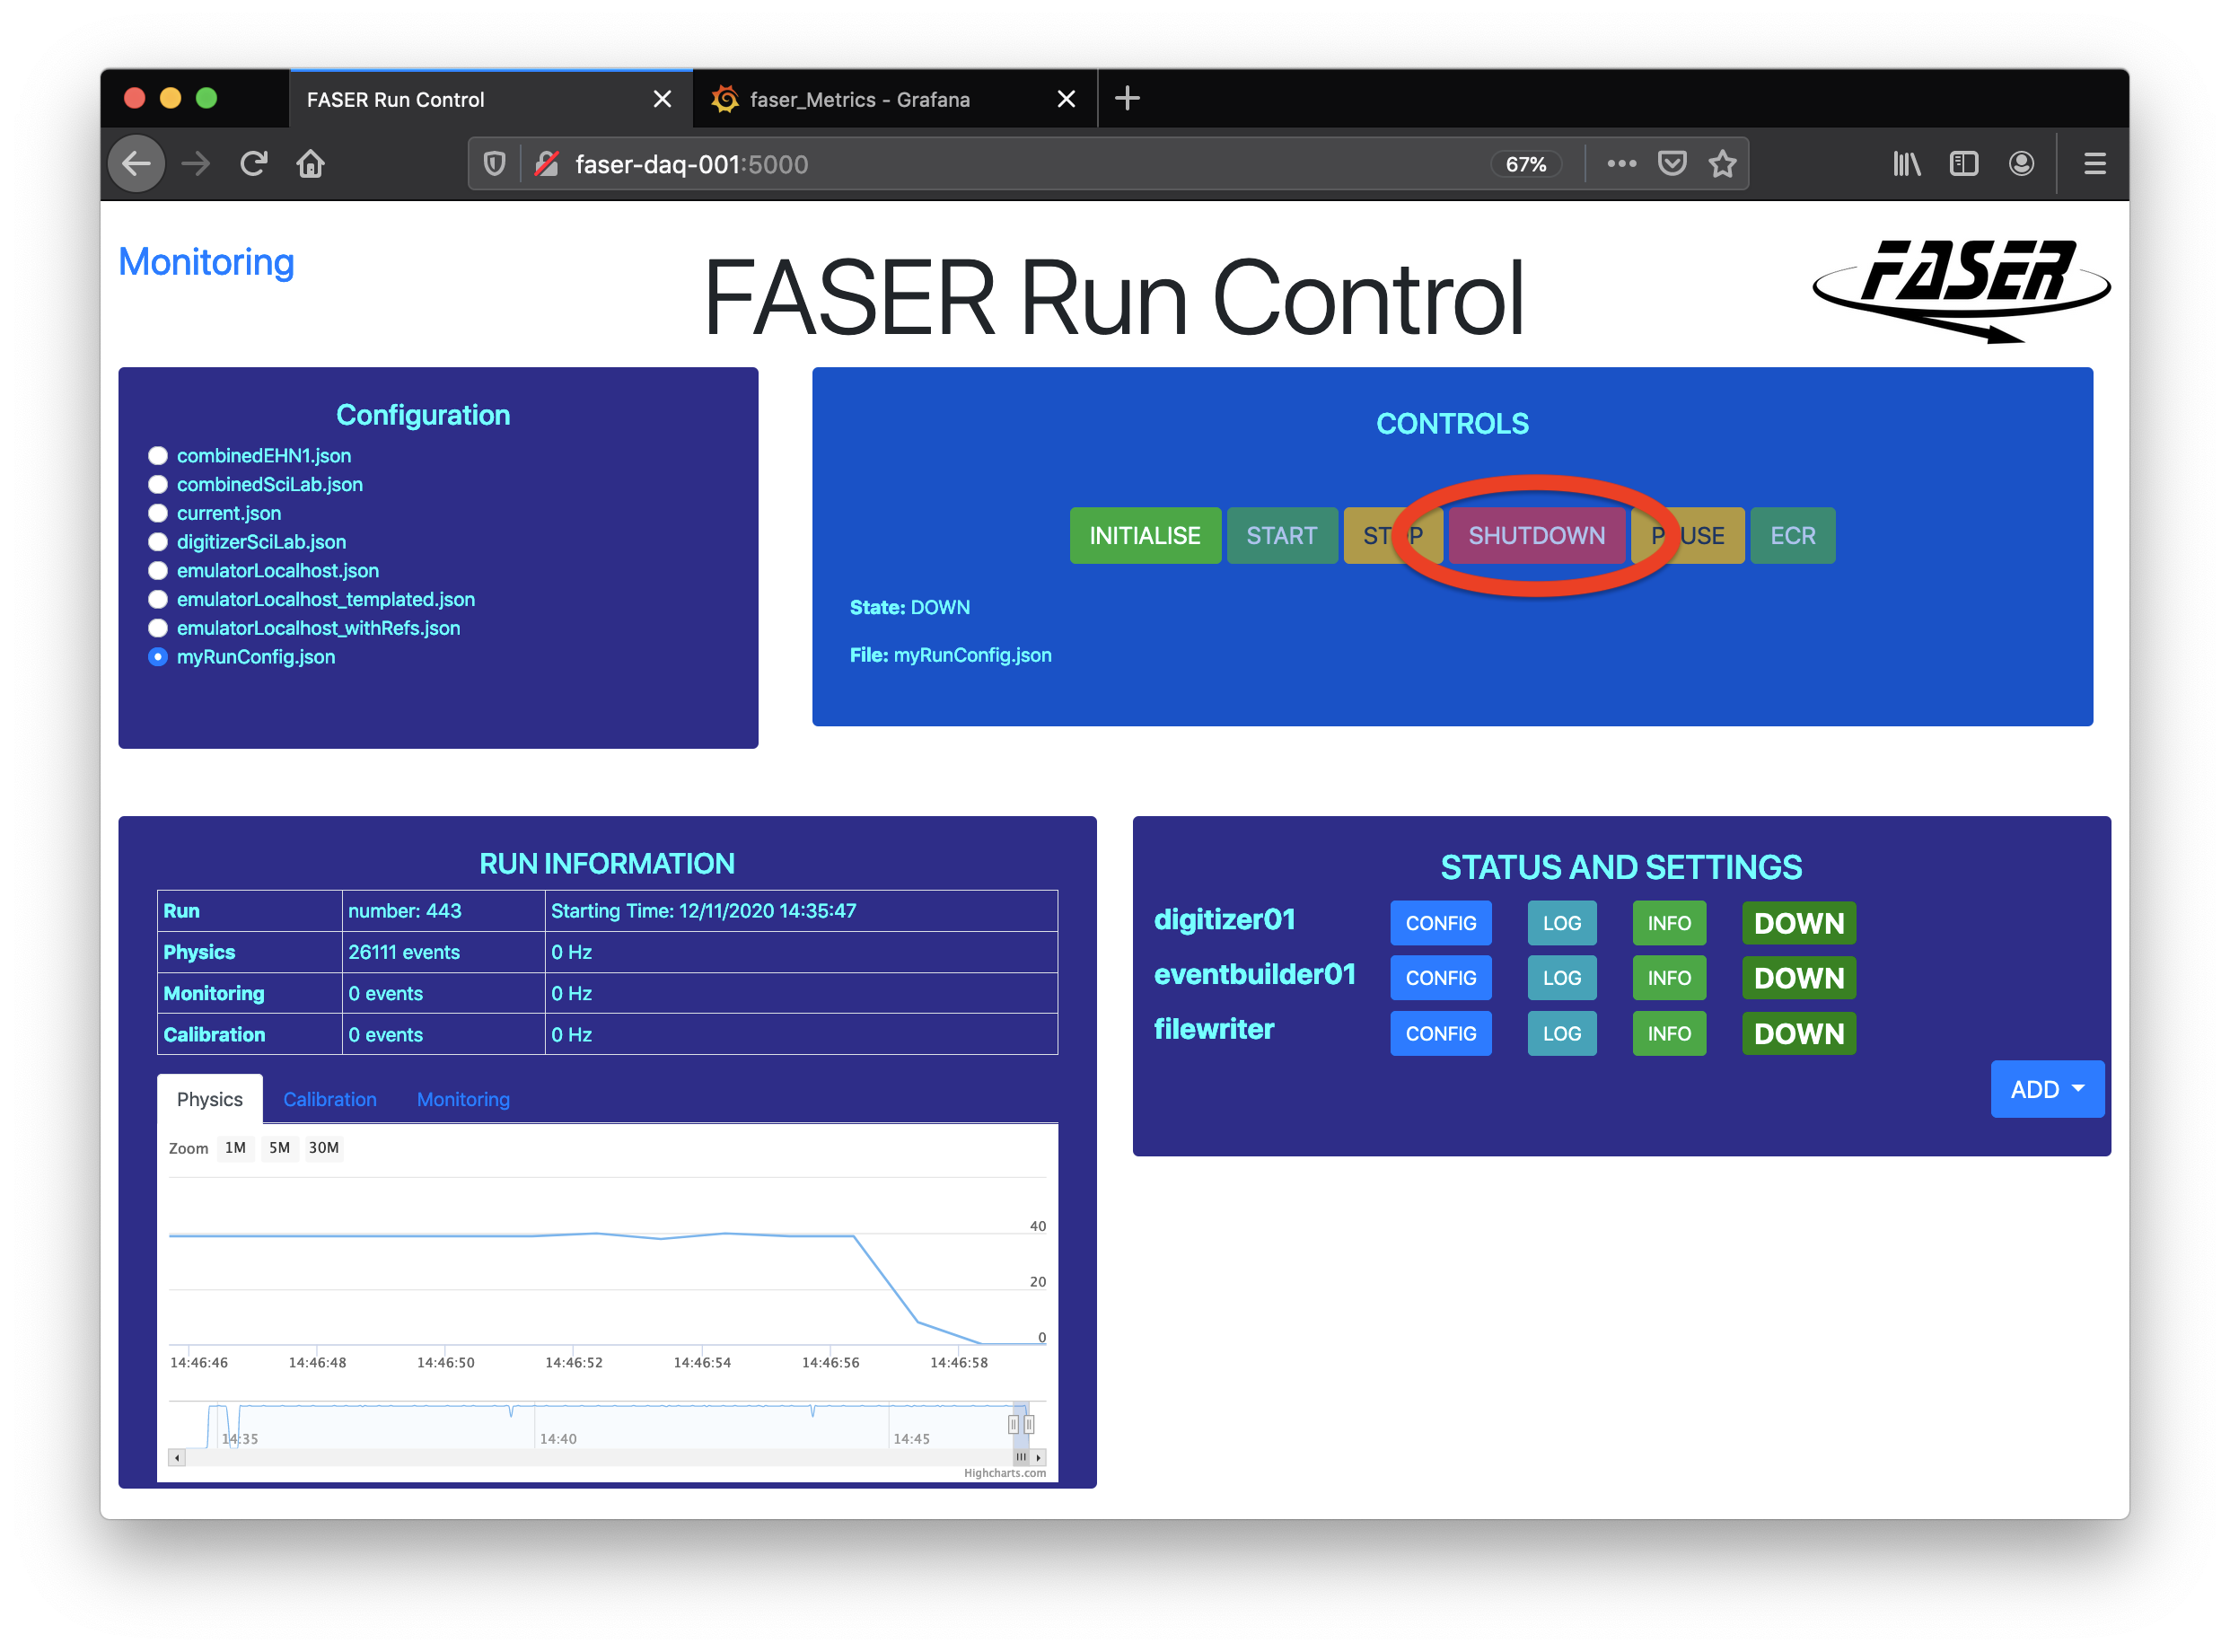 FASER Run Control
faser_Metrics - Grafana
faser-daq-001:5000
67%
Monitoring
FASER Run Control
FASER
Configuration
combinedEHN1.json
combinedSciLab.json
current.json
digitizerSciLab.json
emulatorLocalhost.json
emulatorLocalhost_templated.json
emulatorLocalhost_withRefs.json
myRunConfig.json
CONTROLS
INITIALISE START STOP SHUTDOWN PAUSE ECR
State: DOWN
File: myRunConfig.json
RUN INFORMATION
Run number: 443 Starting Time: 12/11/2020 14:35:47
Physics 26111 events 0 Hz
Monitoring 0 events 0 Hz
Calibration 0 events 0 Hz
Physics Calibration Monitoring
Zoom 1M 5M 30M
40
20
0
14:46:46 14:46:48 14:46:50 14:46:52 14:46:54 14:46:56 14:46:58
14:35 14:40 14:45
Highcharts.com
STATUS AND SETTINGS
digitizer01 CONFIG LOG INFO DOWN
eventbuilder01 CONFIG LOG INFO DOWN
filewriter CONFIG LOG INFO DOWN
ADD